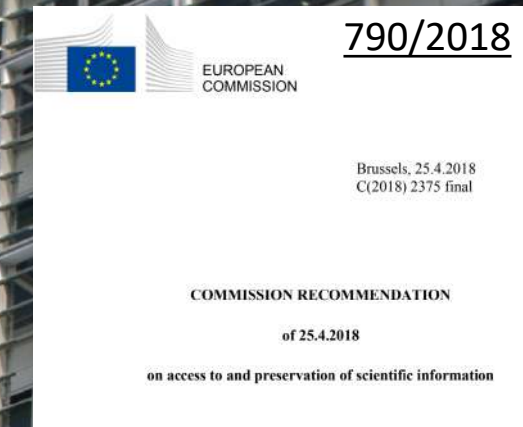 790/2018
EUROPEAN
COMMISSION
Brussels, 25.4.2018
C(2018) 2375 final
COMMISSION RECOMMENDATION
of 25.4.2018
on access to and preservation of scientific information